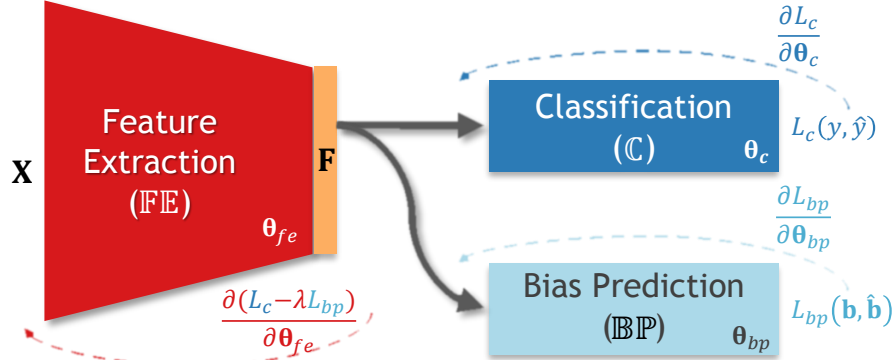 X
Feature
Extraction
(𝔽𝔼)
θ_fe
F
∂(L_c−λL_bp)
∂θ_fe
∂L_c
∂θ_c
Classification
(ℂ)
θ_c
L_c(y, ŷ)
∂L_bp
∂θ_bp
Bias Prediction
(𝔹ℙ)
θ_bp
L_bp(b, b̂)